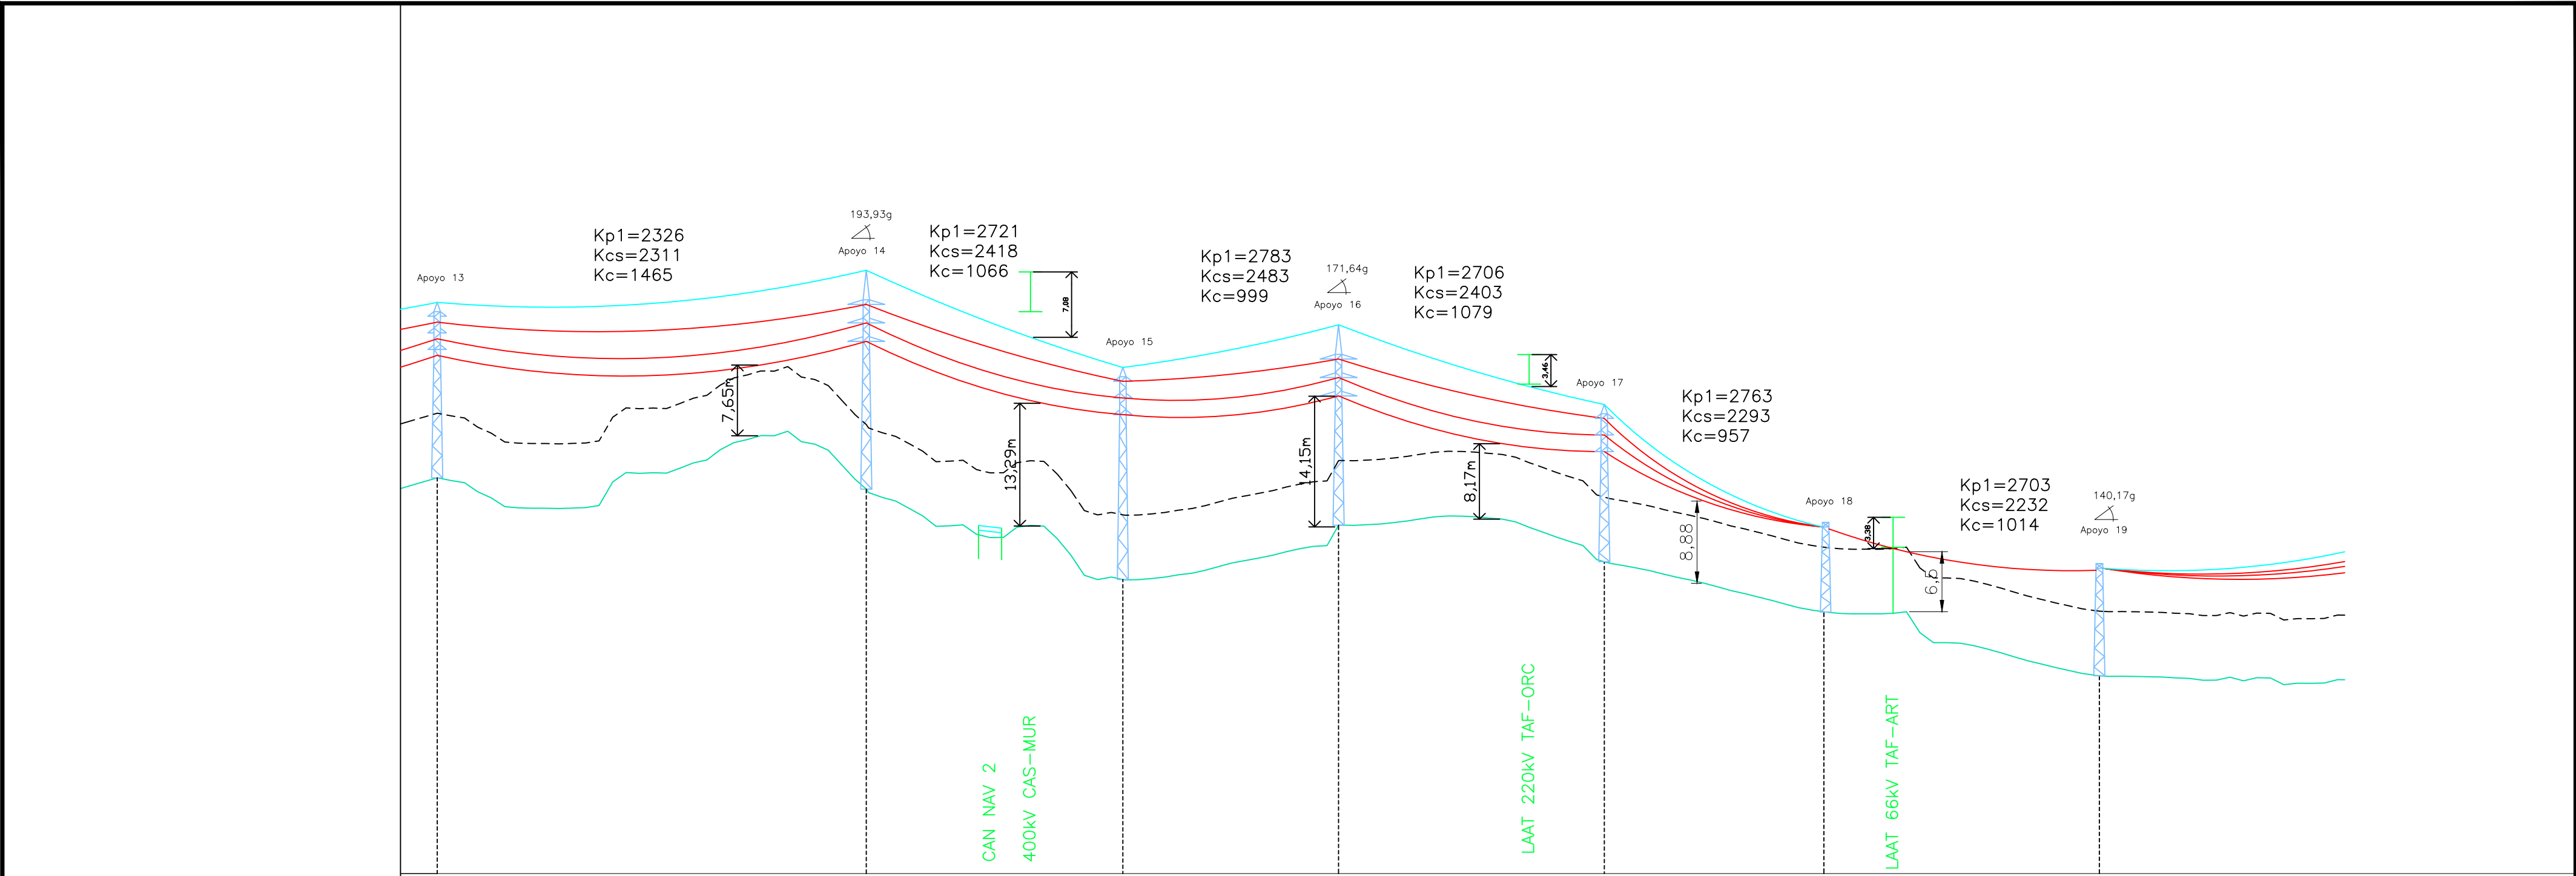 193,93g
Apoyo 14
Kp1=2326
Kcs=2311
Kc=1465
Kp1=2721
Kcs=2418
Kc=1066
Apoyo 13
7,08
Kp1=2783
Kcs=2483
Kc=999
171,64g
Apoyo 16
Kp1=2706
Kcs=2403
Kc=1079
Apoyo 15
3,46
Apoyo 17
7,65m
13,29m
14,15m
8,17m
Kp1=2763
Kcs=2293
Kc=957
8,88
Apoyo 18
3,38
6,5
Kp1=2703
Kcs=2232
Kc=1014
140,17g
Apoyo 19
CAN NAV 2
400kV CAS-MUR
LAAT 220kV TAF-ORC
LAAT 66kV TAF-ART